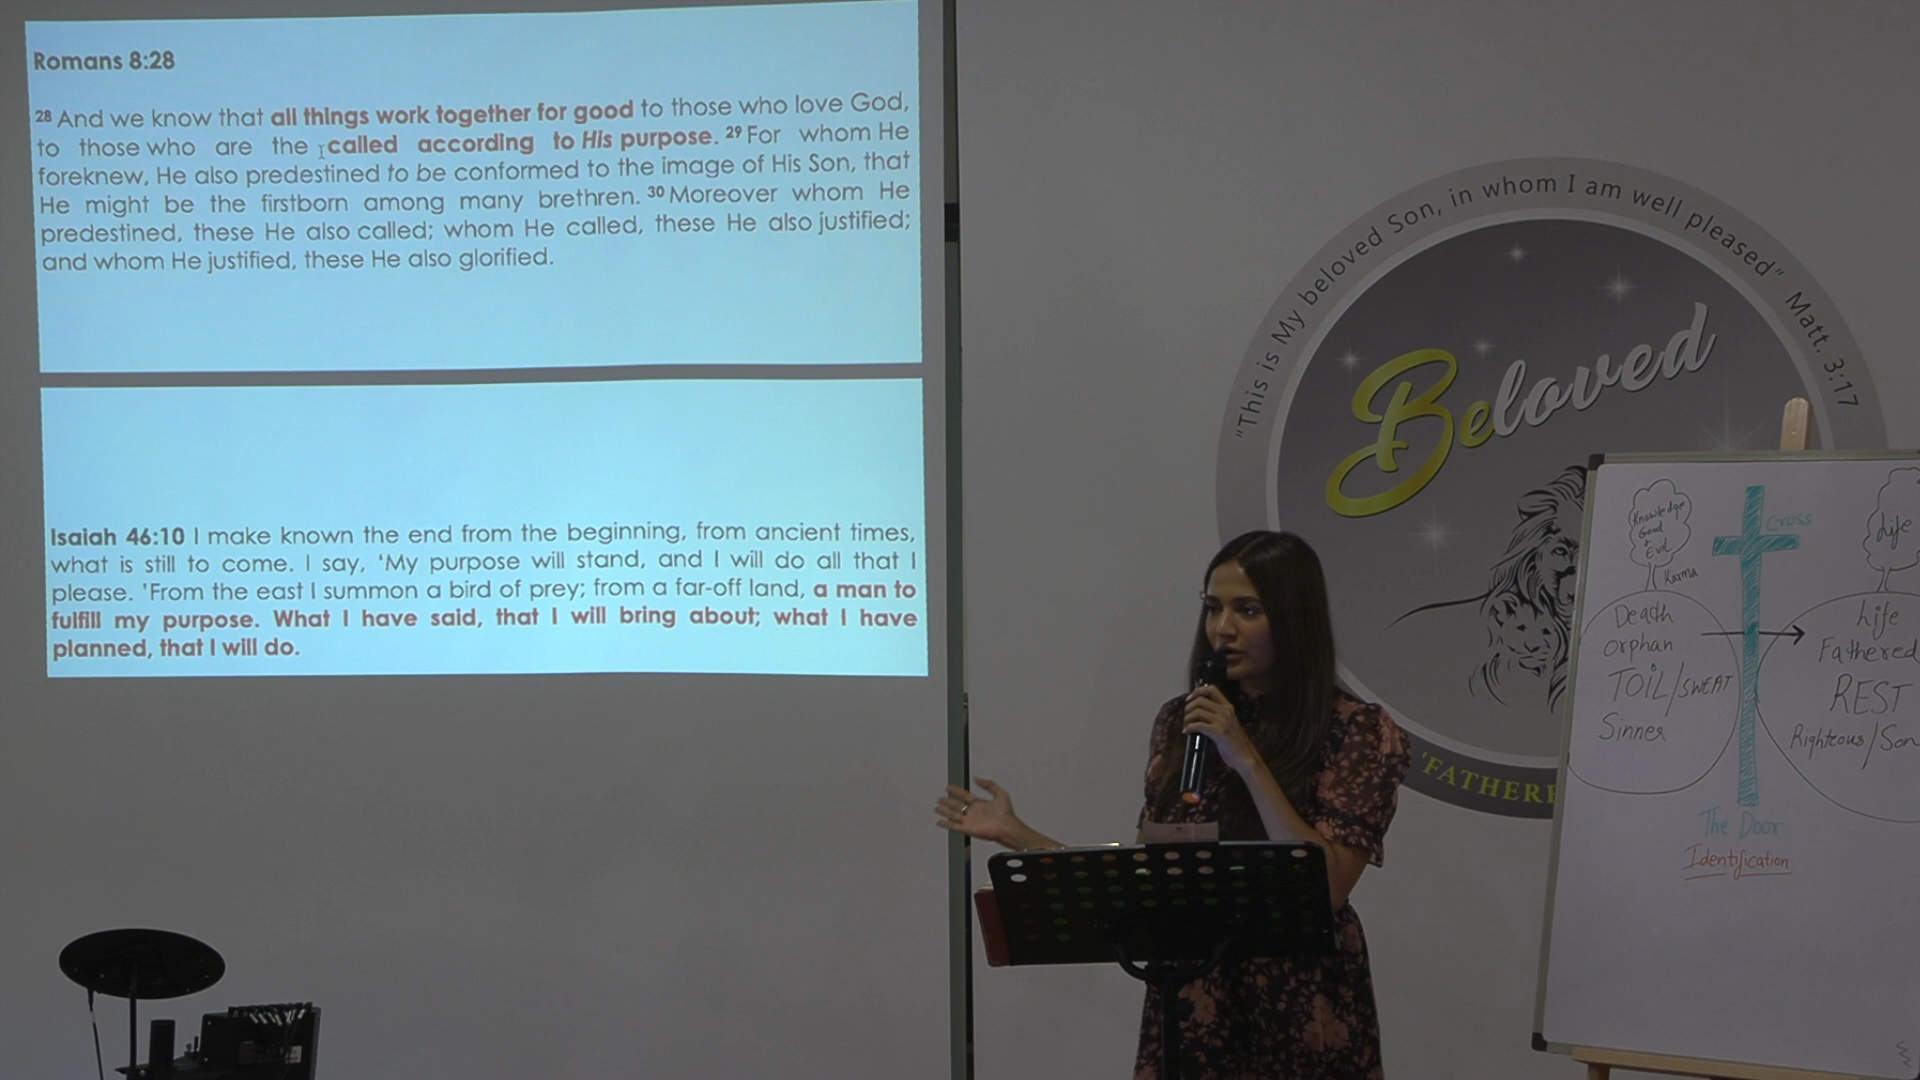 Romans 8:28
28 And we know that all things work together for good to those who love God,
to those who are the called according to His purpose. 29 For whom He
foreknew, He also predestined to be conformed to the image of His Son, that
He might be the firstborn among many brethren. 30 Moreover whom He
predestined, these He also called; whom He called, these He also justified;
and whom He justified, these He also glorified.
Isaiah 46:10 I make known the end from the beginning, from ancient times,
what is still to come. I say, ‘My purpose will stand, and I will do all that I
please. 'From the east I summon a bird of prey; from a far-off land, a man to
fulfill my purpose. What I have said, that I will bring about; what I have
planned, that I will do.
"This is My beloved Son, in whom I am well pleased" Matt. 3:17
Beloved
Knowledge
Good
+
Evil
Karma
Death
Orphan
TOIL/SWEAT
Sinner
Cross
The Door
Identification
Life
Life
Fathered
REST
Righteous/Son